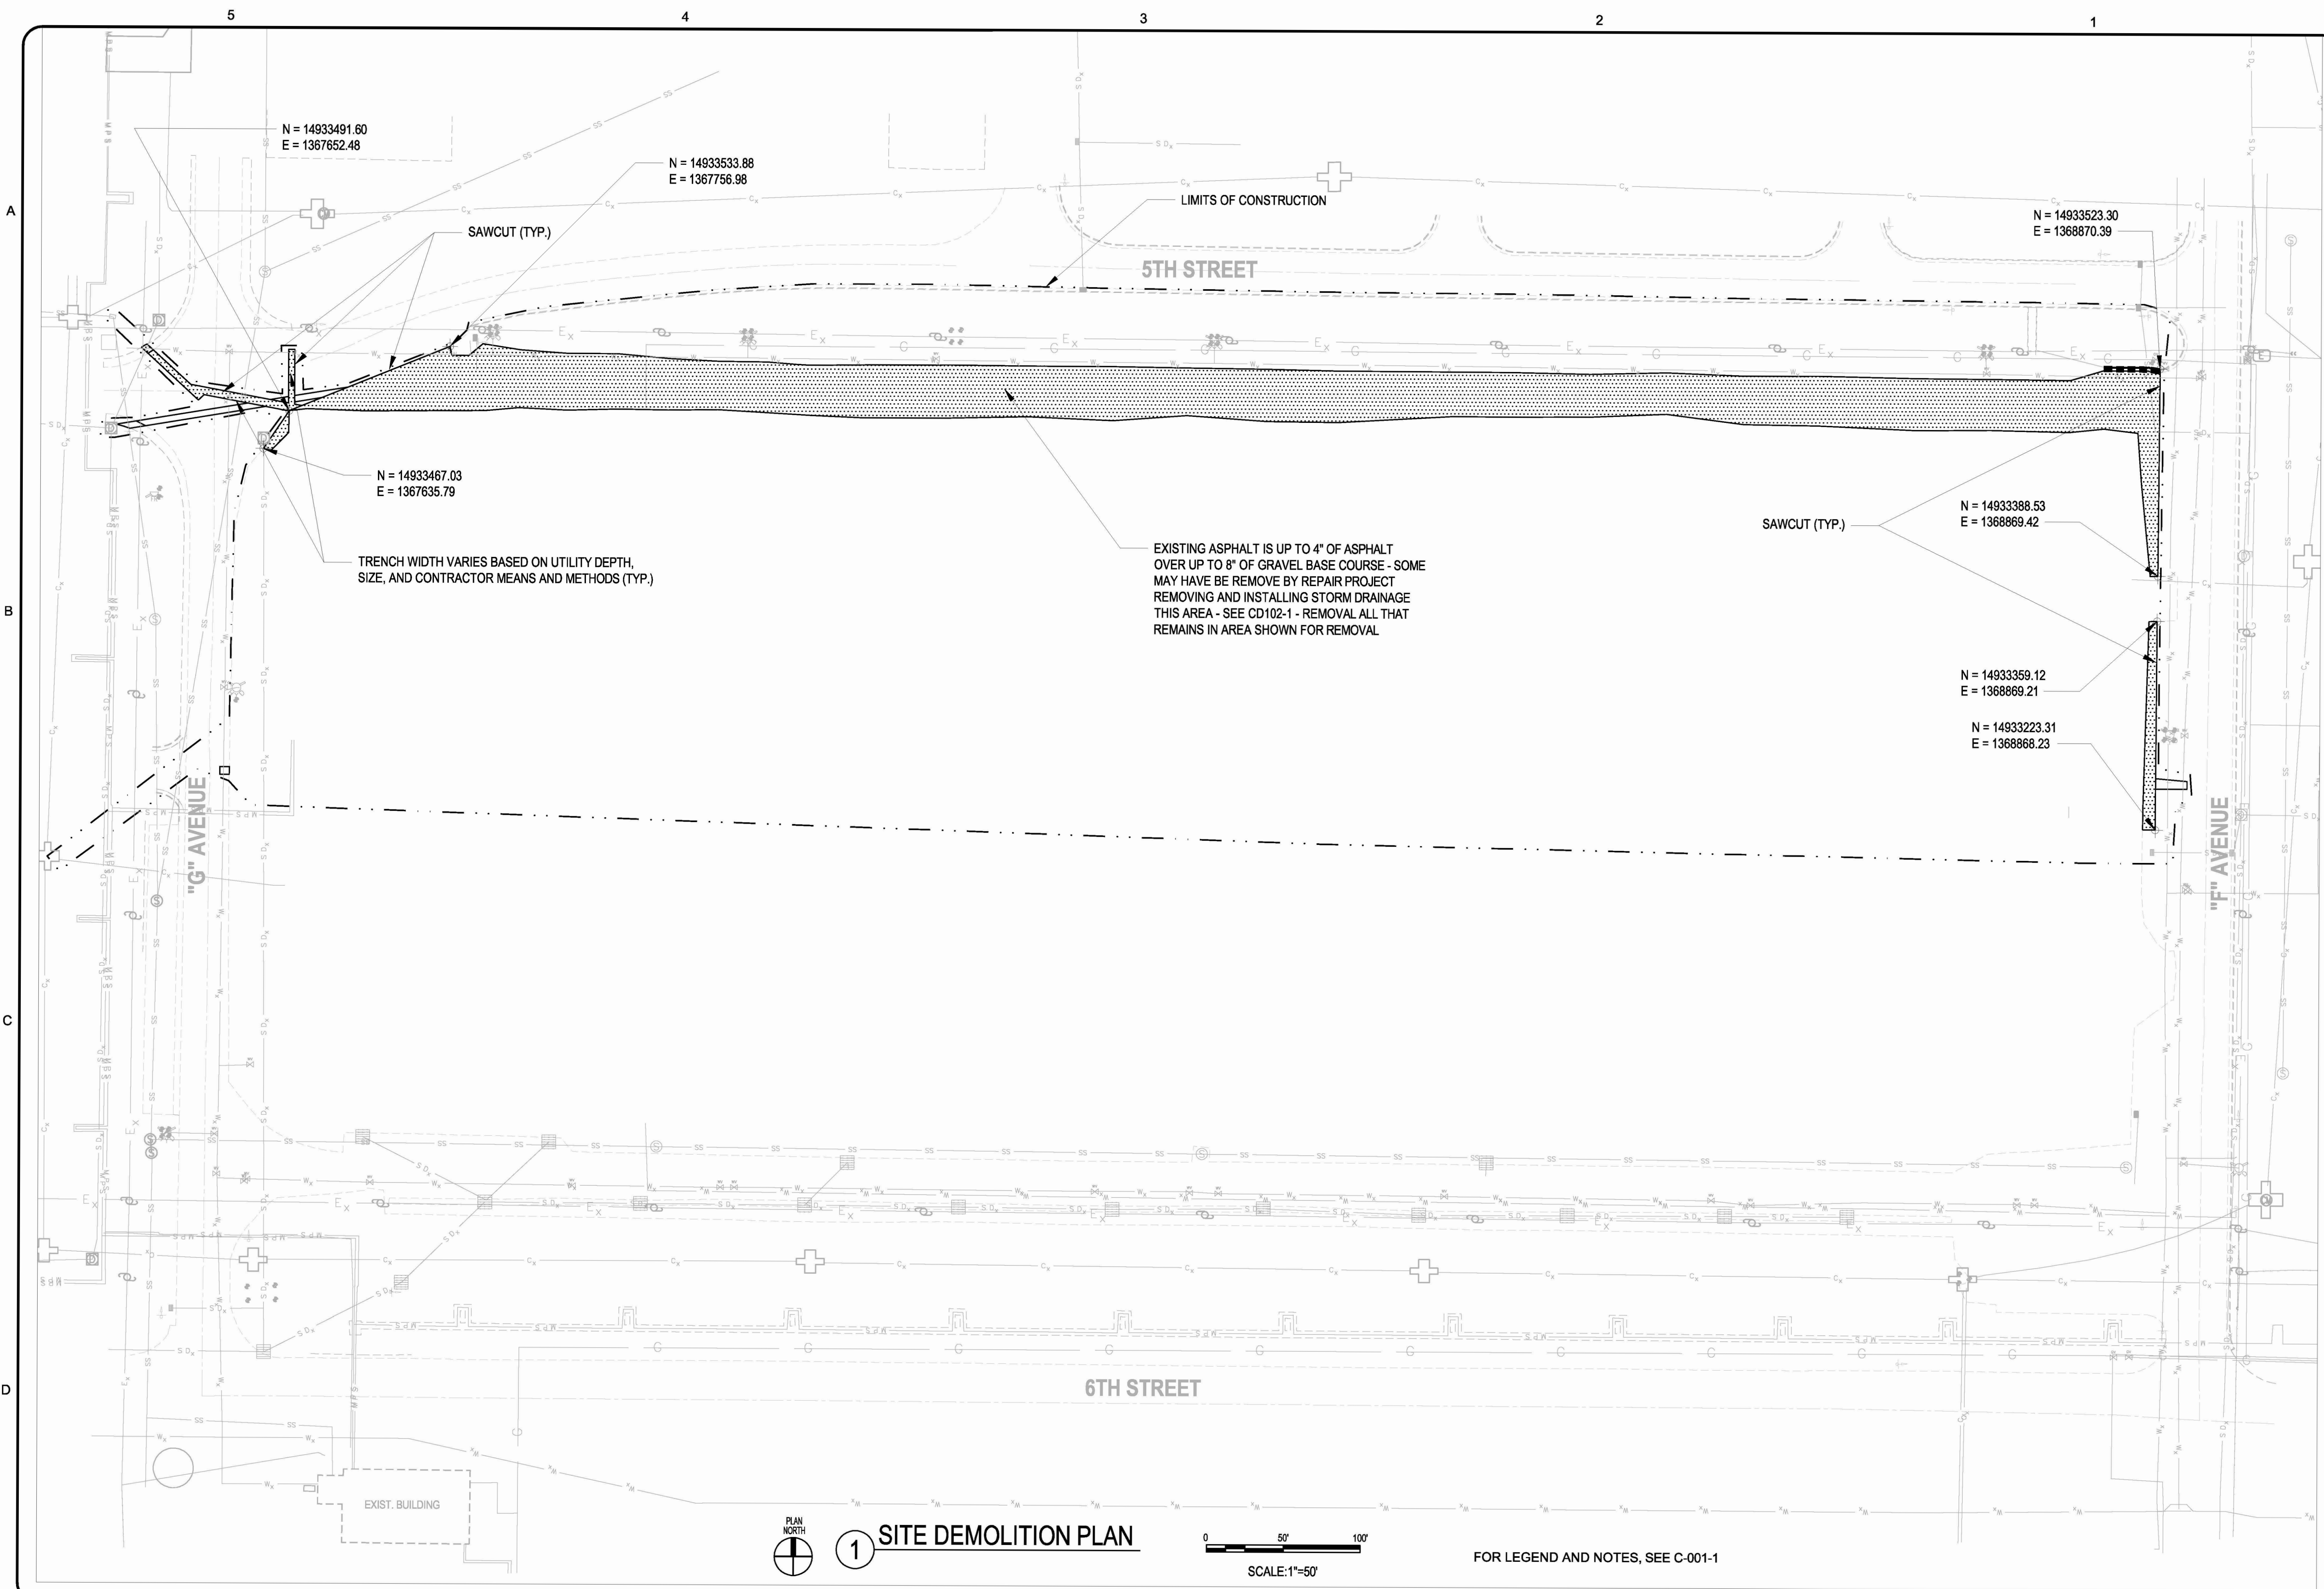 5
4
3
2
1
A
B
C
D
N = 14933491.60
E = 1367652.48
N = 14933533.88
E = 1367756.98
LIMITS OF CONSTRUCTION
N = 14933523.30
E = 1368870.39
SAWCUT (TYP.)
5TH STREET
N = 14933467.03
E = 1367635.79
TRENCH WIDTH VARIES BASED ON UTILITY DEPTH,
SIZE, AND CONTRACTOR MEANS AND METHODS (TYP.)
EXISTING ASPHALT IS UP TO 4" OF ASPHALT
OVER UP TO 8" OF GRAVEL BASE COURSE - SOME
MAY HAVE BE REMOVE BY REPAIR PROJECT
REMOVING AND INSTALLING STORM DRAINAGE
THIS AREA - SEE CD102-1 - REMOVAL ALL THAT
REMAINS IN AREA SHOWN FOR REMOVAL
SAWCUT (TYP.)
N = 14933388.53
E = 1368869.42
N = 14933359.12
E = 1368869.21
N = 14933223.31
E = 1368868.23
"G" AVENUE
"F" AVENUE
6TH STREET
EXIST. BUILDING
PLAN
NORTH
1 SITE DEMOLITION PLAN
0 50' 100'
SCALE:1"=50'
FOR LEGEND AND NOTES, SEE C-001-1